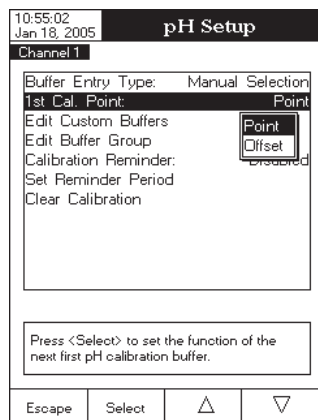 10:55:02
Jan 18, 2005
pH Setup
Channel 1
Buffer Entry Type: Manual Selection
1st Cal. Point: Point
Edit Custom Buffers
Point
Edit Buffer Group
Offset
Calibration Reminder: Disabled
Set Reminder Period
Clear Calibration
Press <Select> to set the function of the
next first pH calibration buffer.
Escape Select △ ▽